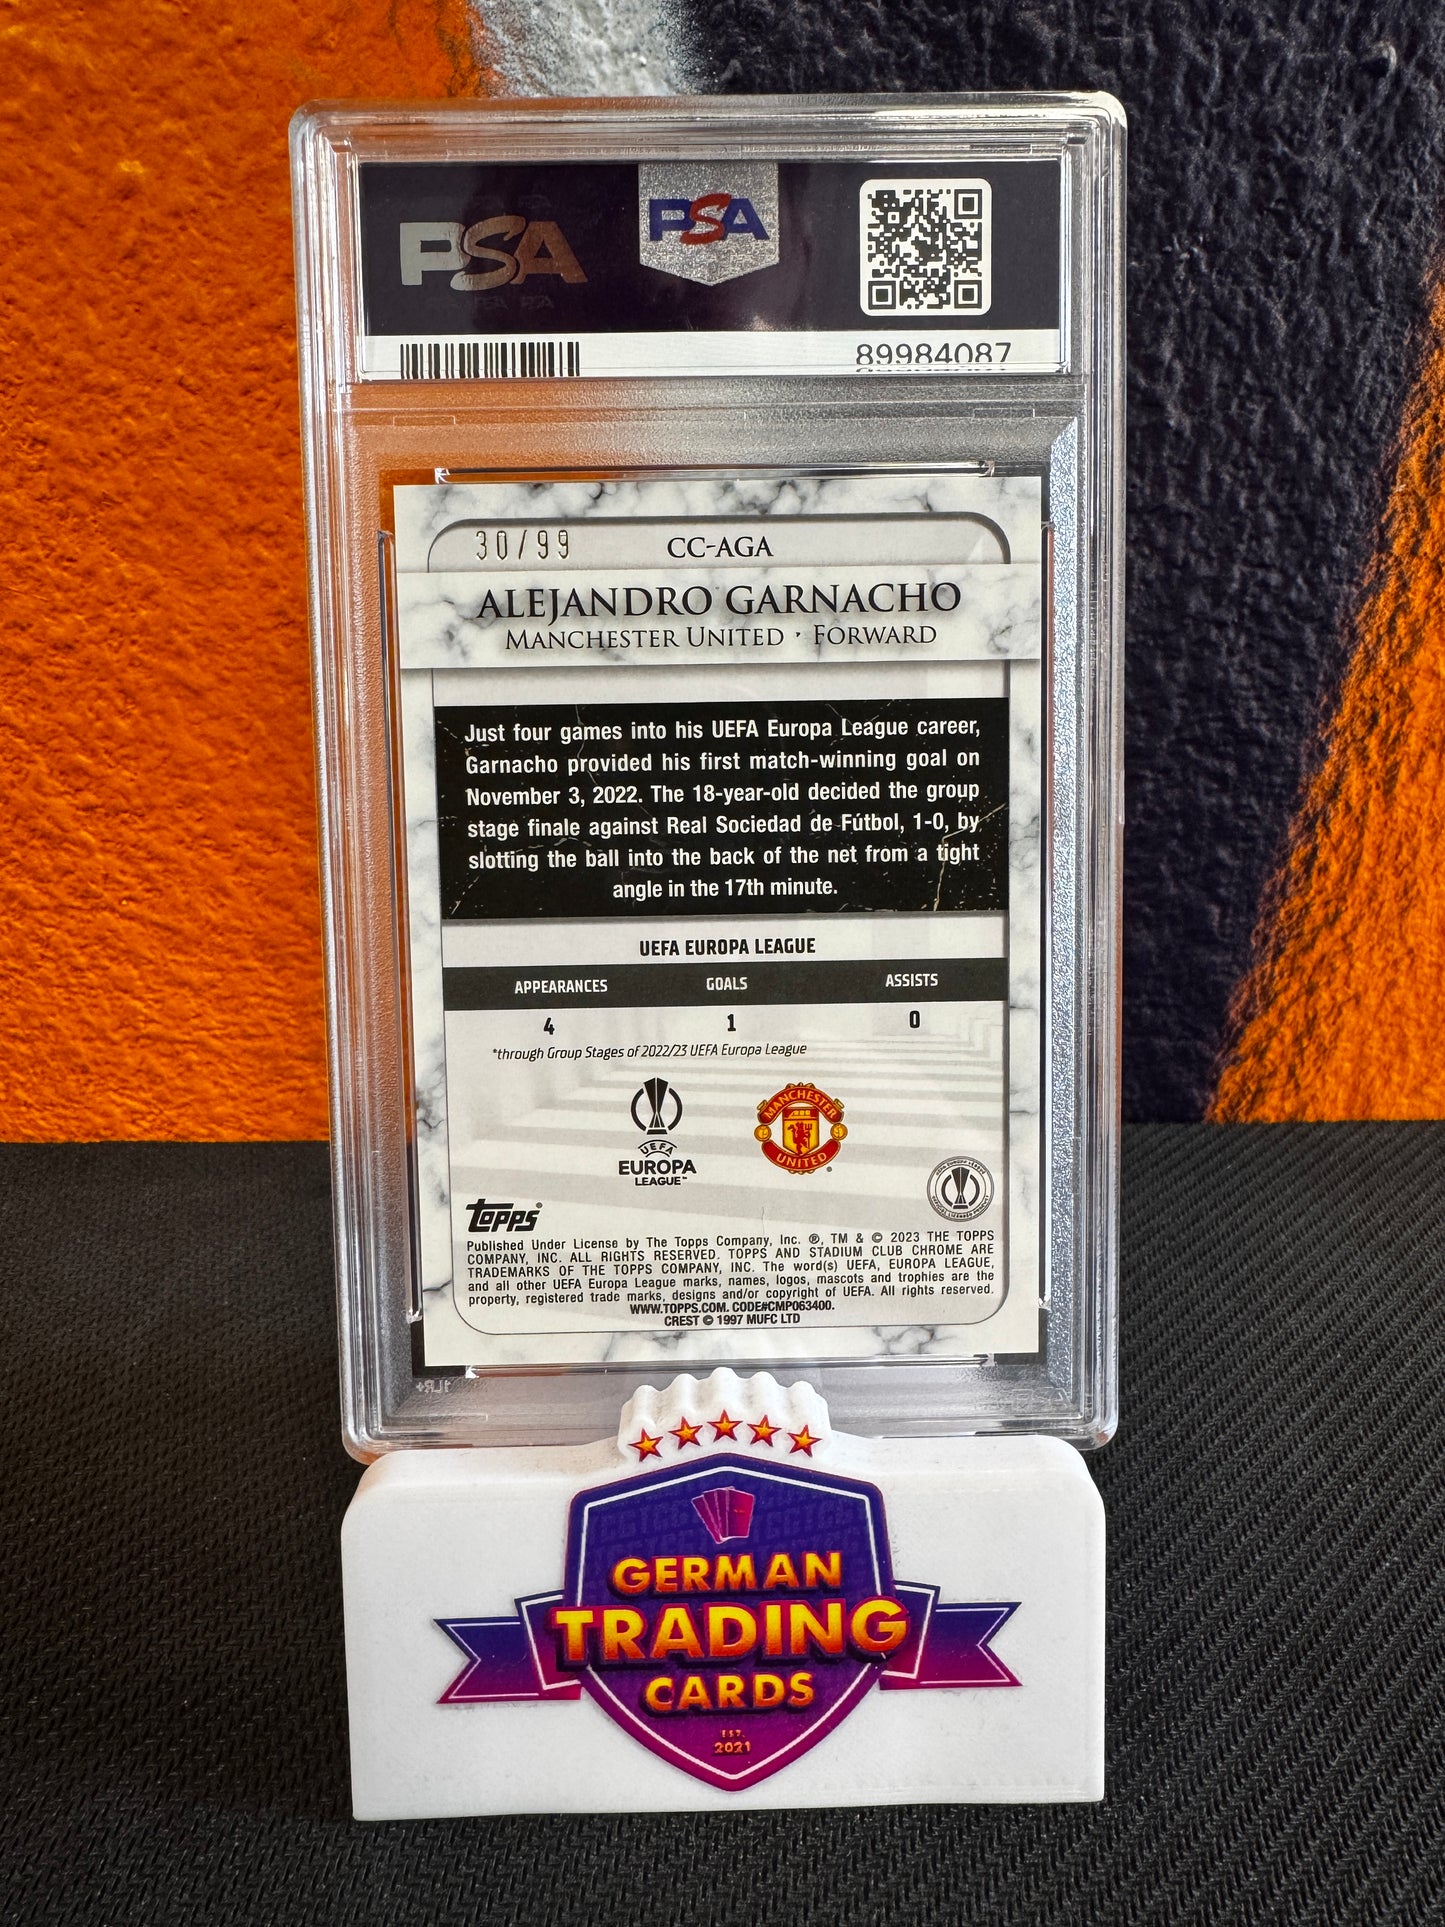 PSA
PSA
89984087
30/99
CC-AGA
ALEJANDRO GARNACHO
MANCHESTER UNITED · FORWARD
Just four games into his UEFA Europa League career,
Garnacho provided his first match-winning goal on
November 3, 2022. The 18-year-old decided the group
stage finale against Real Sociedad de Fútbol, 1-0, by
slotting the ball into the back of the net from a tight
angle in the 17th minute.
UEFA EUROPA LEAGUE
APPEARANCES GOALS ASSISTS
4 1 0
*through Group Stages of 2022/23 UEFA Europa League
UEFA
EUROPA
LEAGUE™
MANCHESTER
UNITED
®
topps®
Published Under License by The Topps Company, Inc. ®, TM & © 2023 THE TOPPS
COMPANY, INC. ALL RIGHTS RESERVED. TOPPS AND STADIUM CLUB CHROME ARE
TRADEMARKS OF THE TOPPS COMPANY, INC. The word(s) UEFA, EUROPA LEAGUE,
and all other UEFA Europa League marks, names, logos, mascots and trophies are the
property, registered trade marks, designs and/or copyright of UEFA. All rights reserved.
WWW.TOPPS.COM. CODE#CMP063400.
CREST © 1997 MUFC LTD
GERMAN
TRADING
CARDS
EST.
2021